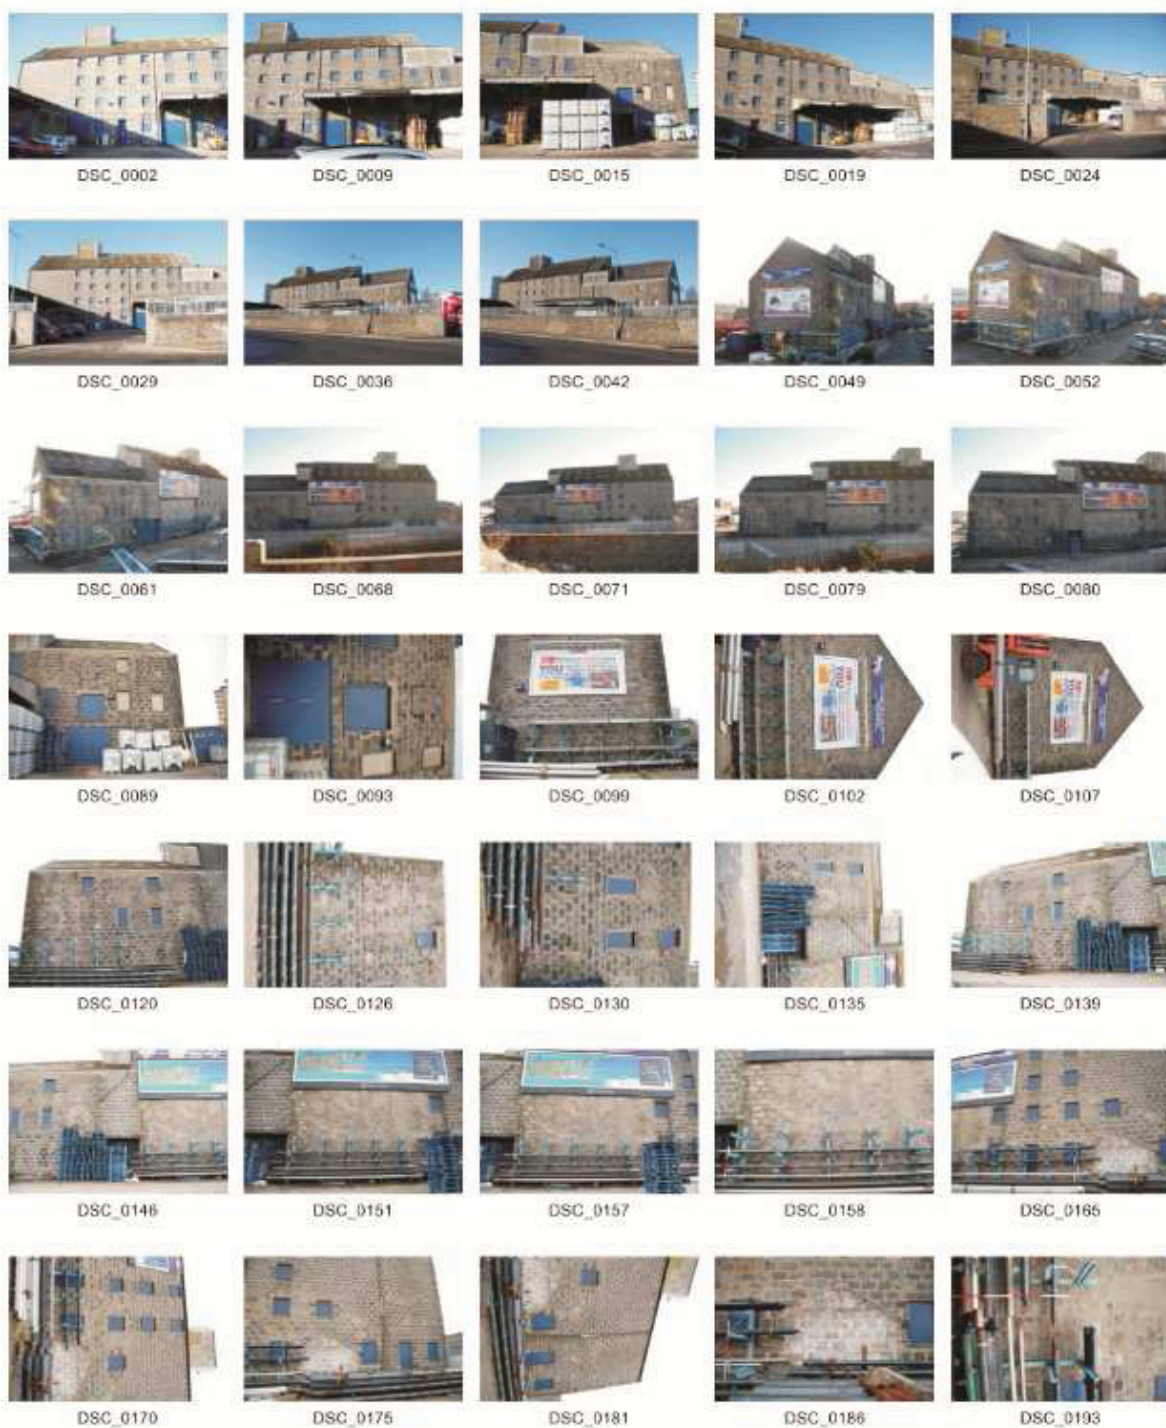 DSC_0002 DSC_0009 DSC_0015 DSC_0019 DSC_0024
DSC_0029 DSC_0036 DSC_0042 DSC_0049 DSC_0052
DSC_0061 DSC_0068 DSC_0071 DSC_0079 DSC_0080
DSC_0089 DSC_0093 DSC_0099 DSC_0102 DSC_0107
DSC_0120 DSC_0126 DSC_0130 DSC_0135 DSC_0139
DSC_0146 DSC_0151 DSC_0157 DSC_0158 DSC_0165
DSC_0170 DSC_0175 DSC_0181 DSC_0186 DSC_0193